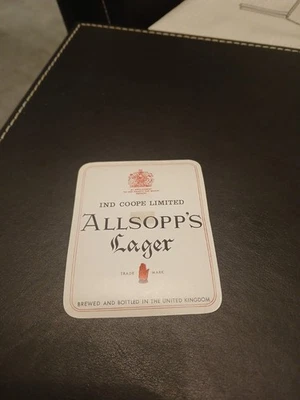 IND COOPE LIMITED
ALLSOPP'S
Lager
TRADE MARK
BREWED AND BOTTLED IN THE UNITED KINGDOM